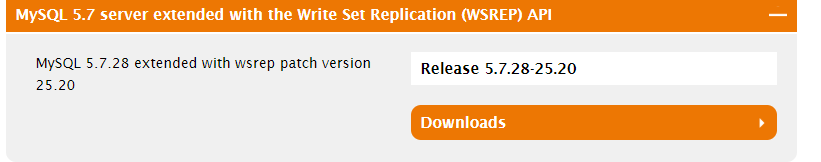 MySQL 5.7 server extended with the Write Set Replication (WSREP) API
MySQL 5.7.28 extended with wsrep patch version
25.20
Release 5.7.28-25.20
Downloads